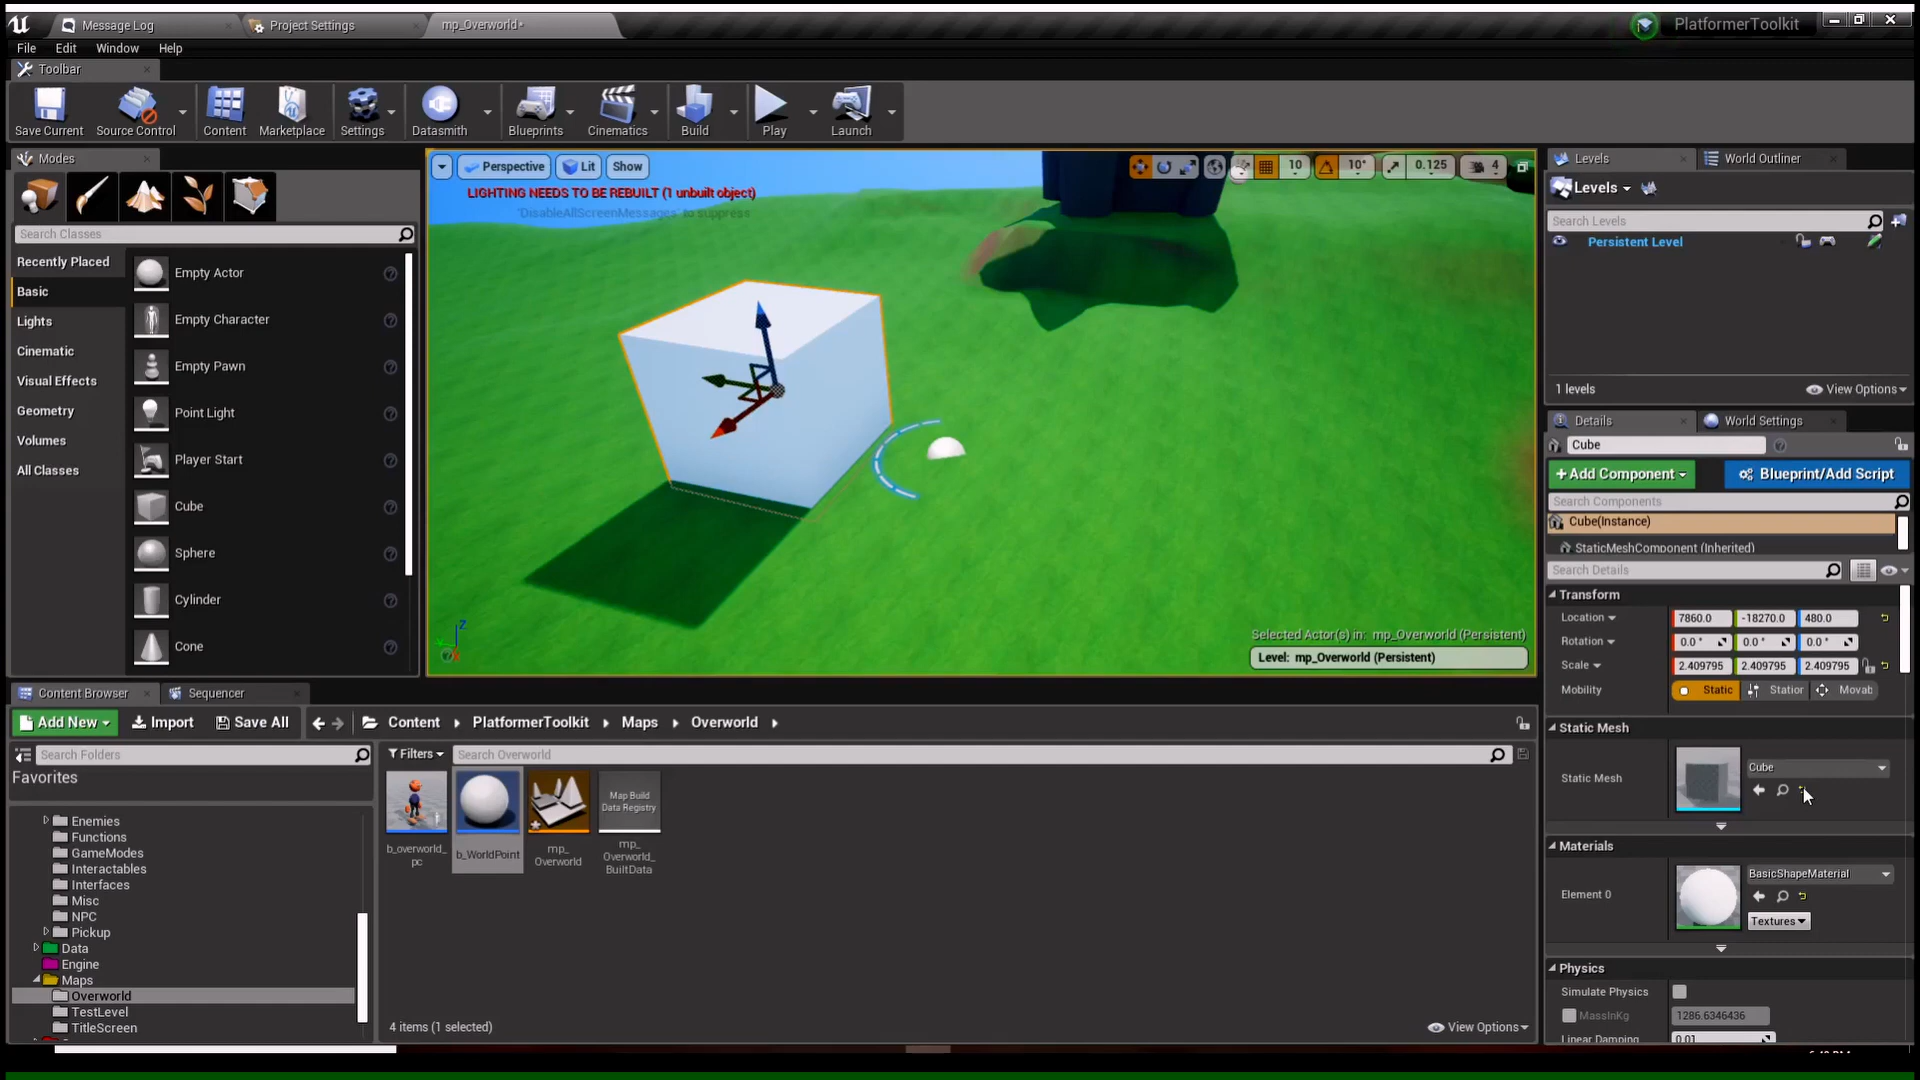 Message Log
Project Settings
mp_Overworld*
PlatformerToolkit
File Edit Window Help
Toolbar
Save Current
Source Control
Content
Marketplace
Settings
Datasmith
Blueprints
Cinematics
Build
Play
Launch
Modes
Search Classes
Recently Placed
Basic
Lights
Cinematic
Visual Effects
Geometry
Volumes
All Classes
Empty Actor
Empty Character
Empty Pawn
Point Light
Player Start
Cube
Sphere
Cylinder
Cone
Perspective
Lit
Show
10
10°
0.125
4
LIGHTING NEEDS TO BE REBUILT (1 unbuilt object)
'DisableAllScreenMessages' to suppress
Z
Selected Actor(s) in: mp_Overworld (Persistent)
Level: mp_Overworld (Persistent)
Levels
World Outliner
Levels
Search Levels
Persistent Level
1 levels
View Options
Details
World Settings
Cube
+Add Component
Blueprint/Add Script
Search Components
Cube(Instance)
StaticMeshComponent (Inherited)
Search Details
Transform
Location 7860.0 -18270.0 480.0
Rotation 0.0° 0.0° 0.0°
Scale 2.409795 2.409795 2.409795
Mobility Static Station Movab
Static Mesh
Static Mesh
Cube
Materials
Element 0
BasicShapeMaterial
Textures
Physics
Simulate Physics
MassInKg 1286.6346436
Linear Damping 0.01
Content Browser
Sequencer
Add New
Import
Save All
Content
PlatformerToolkit
Maps
Overworld
Search Folders
Favorites
Enemies
Functions
GameModes
Interactables
Interfaces
Misc
NPC
Pickup
Data
Engine
Maps
Overworld
TestLevel
TitleScreen
Filters
Search Overworld
b_overworld_
pc
b_WorldPoint
mp_
Overworld
Map Build
Data Registry
mp_
Overworld_
BuiltData
4 items (1 selected)
View Options